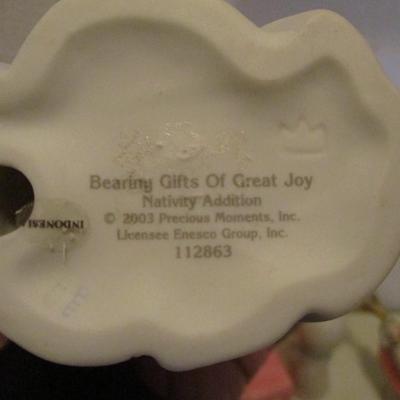 Bearing Gifts Of Great Joy
Nativity Addition
© 2003 Precious Moments, Inc.
Licensee Enesco Group, Inc.
112863
INDONESIA